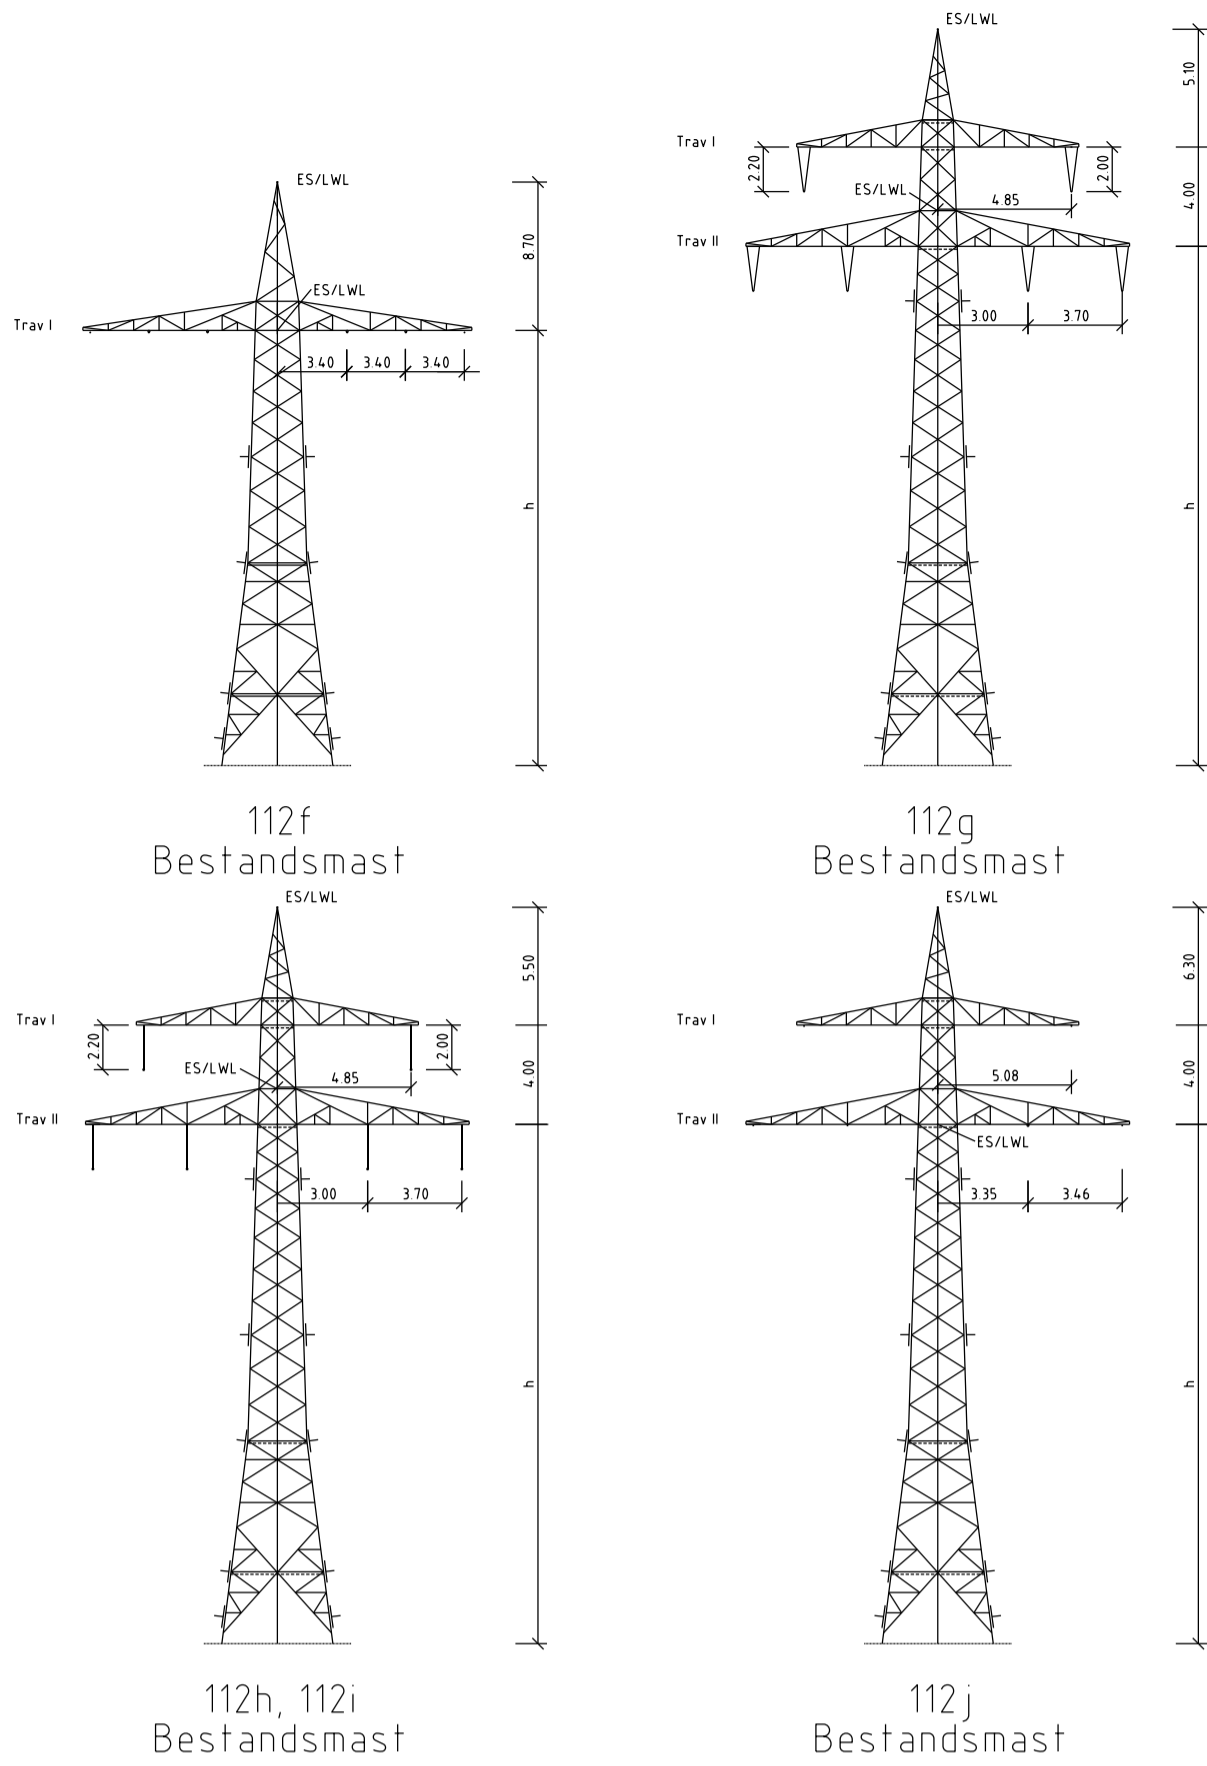 ES/LWL
8.70
ES/LWL
Trav I
3.40 3.40 3.40
h
112f
Bestandsmast
ES/LWL
5.10
Trav I
2.20
2.00
4.00
ES/LWL
4.85
Trav II
3.00 3.70
h
112g
Bestandsmast
ES/LWL
5.50
Trav I
2.20
2.00
4.00
ES/LWL
4.85
Trav II
3.00 3.70
h
112h, 112i
Bestandsmast
ES/LWL
6.30
Trav I
4.00
5.08
Trav II
ES/LWL
3.35 3.46
h
112j
Bestandsmast